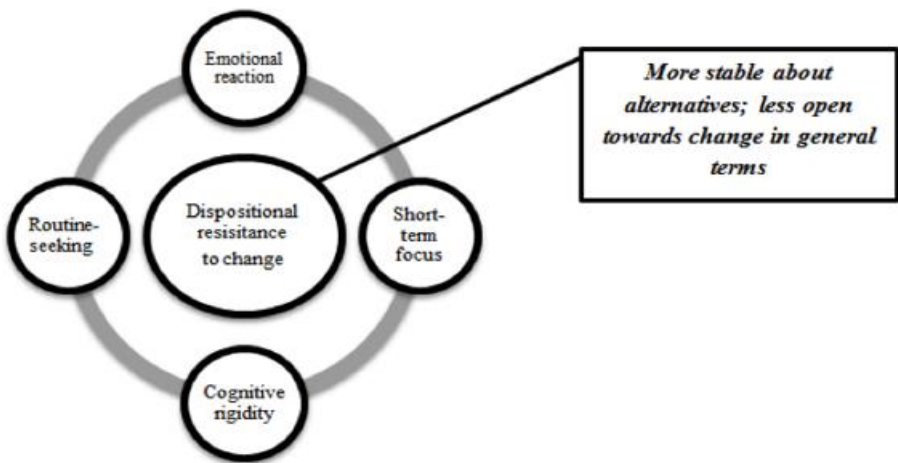 Emotional
reaction
More stable about
alternatives; less open
towards change in general
terms
Routine-
seeking
Dispositional
resisitance
to change
Short-
term
focus
Cognitive
rigidity